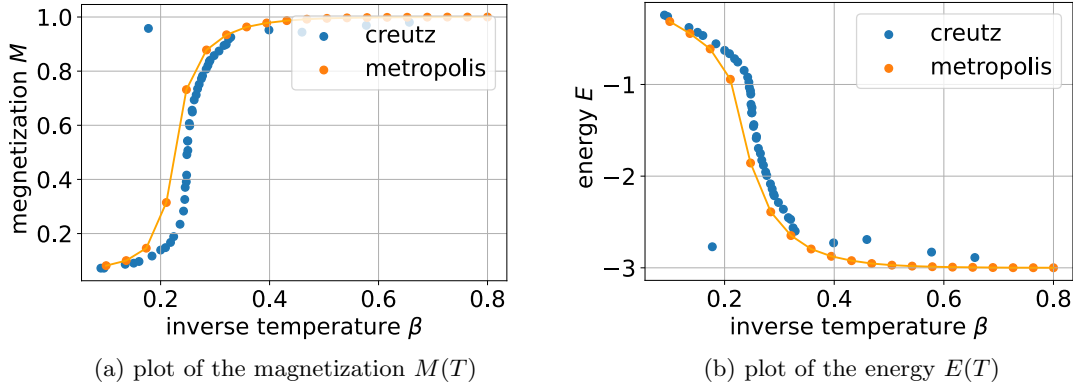 1.0
0.8
0.6
0.4
0.2
megnetization M
creutz
metropolis
0.2 0.4 0.6 0.8
inverse temperature β
(a) plot of the magnetization M(T)
−1
−2
−3
energy E
creutz
metropolis
0.2 0.4 0.6 0.8
inverse temperature β
(b) plot of the energy E(T)